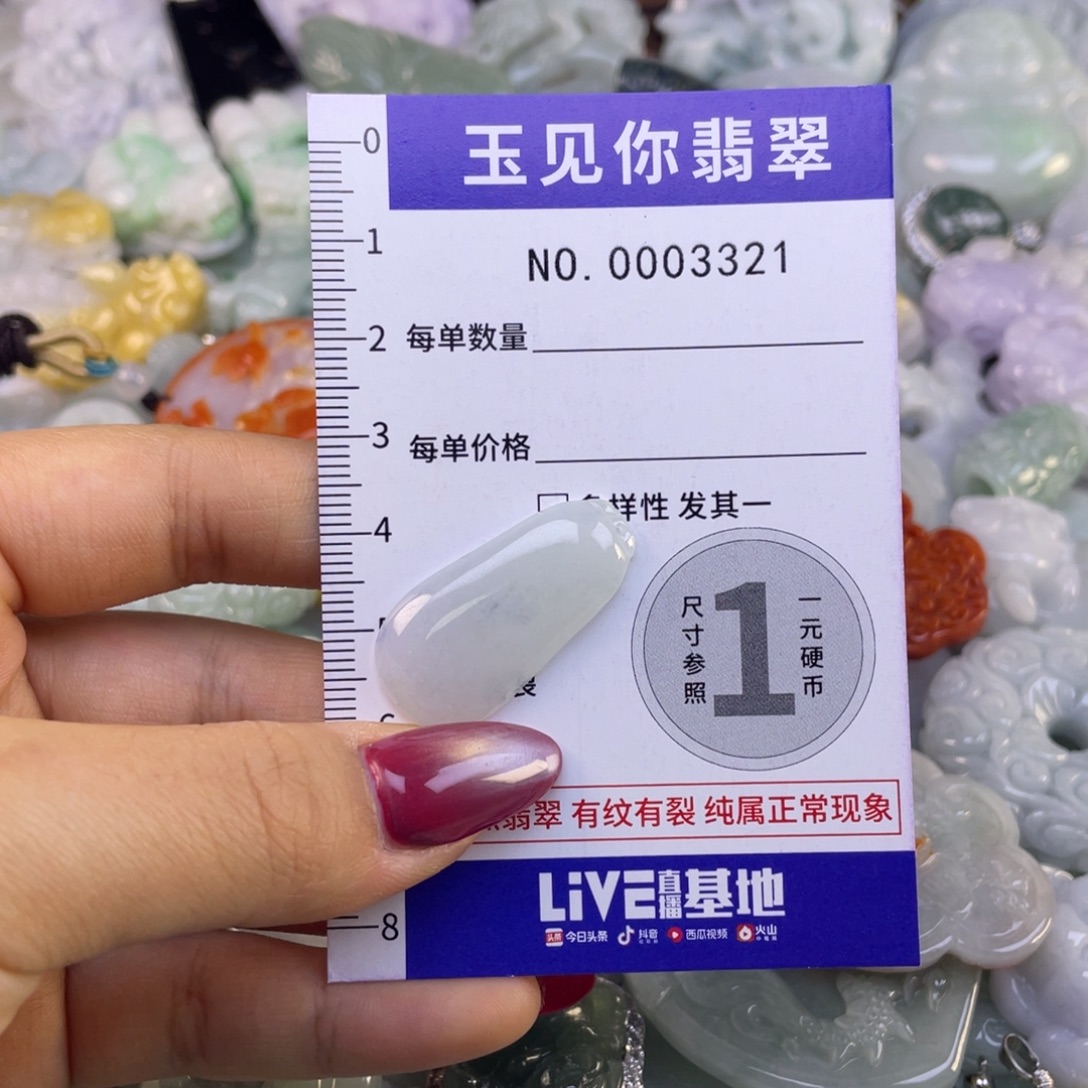 玉见你翡翠
NO. 0003321
每单数量
每单价格
样性 发其一
尺寸参照
1
一元硬币
翡翠 有纹有裂 纯属正常现象
LiVE直播基地
头条 今日头条 抖音 西瓜视频 火山
0
1
2
3
4
8